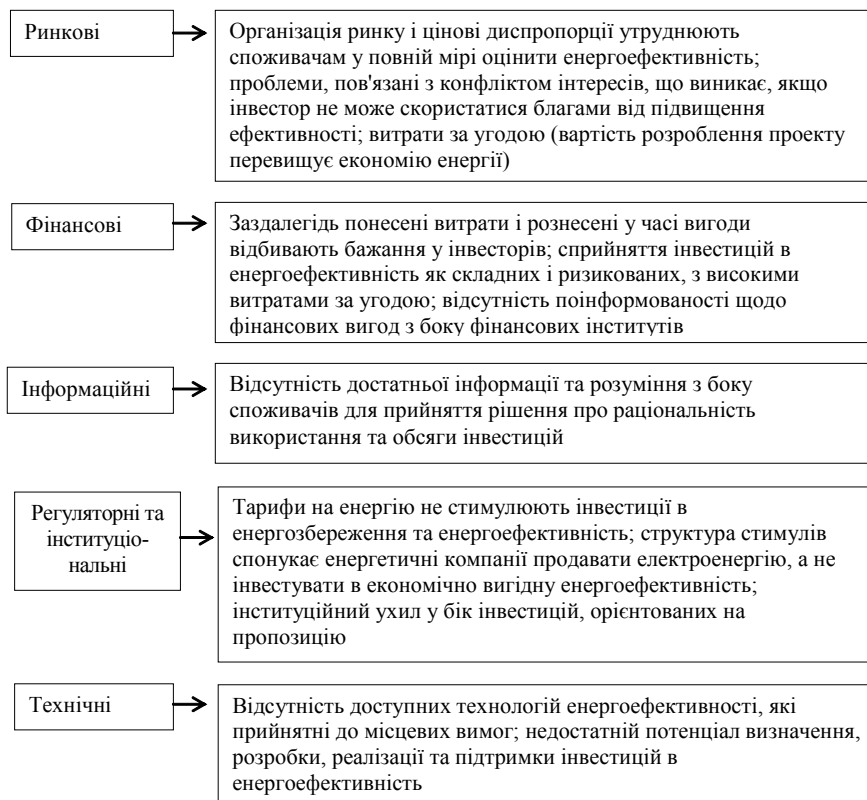 Ринкові
Організація ринку і цінові диспропорції утруднюють
споживачам у повній мірі оцінити енергоефективність;
проблеми, пов'язані з конфліктом інтересів, що виникає, якщо
інвестор не може скористатися благами від підвищення
ефективності; витрати за угодою (вартість розроблення проекту
перевищує економію енергії)
Фінансові
Заздалегідь понесені витрати і рознесені у часі вигоди
відбивають бажання у інвесторів; сприйняття інвестицій в
енергоефективність як складних і ризикованих, з високими
витратами за угодою; відсутність поінформованості щодо
фінансових вигод з боку фінансових інститутів
Інформаційні
Відсутність достатньої інформації та розуміння з боку
споживачів для прийняття рішення про раціональність
використання та обсяги інвестицій
Регуляторні та
інституціо-
нальні
Тарифи на енергію не стимулюють інвестиції в
енергозбереження та енергоефективність; структура стимулів
спонукає енергетичні компанії продавати електроенергію, а не
інвестувати в економічно вигідну енергоефективність;
інституційний ухил у бік інвестицій, орієнтованих на
пропозицію
Технічні
Відсутність доступних технологій енергоефективності, які
прийнятні до місцевих вимог; недостатній потенціал визначення,
розробки, реалізації та підтримки інвестицій в
енергоефективність